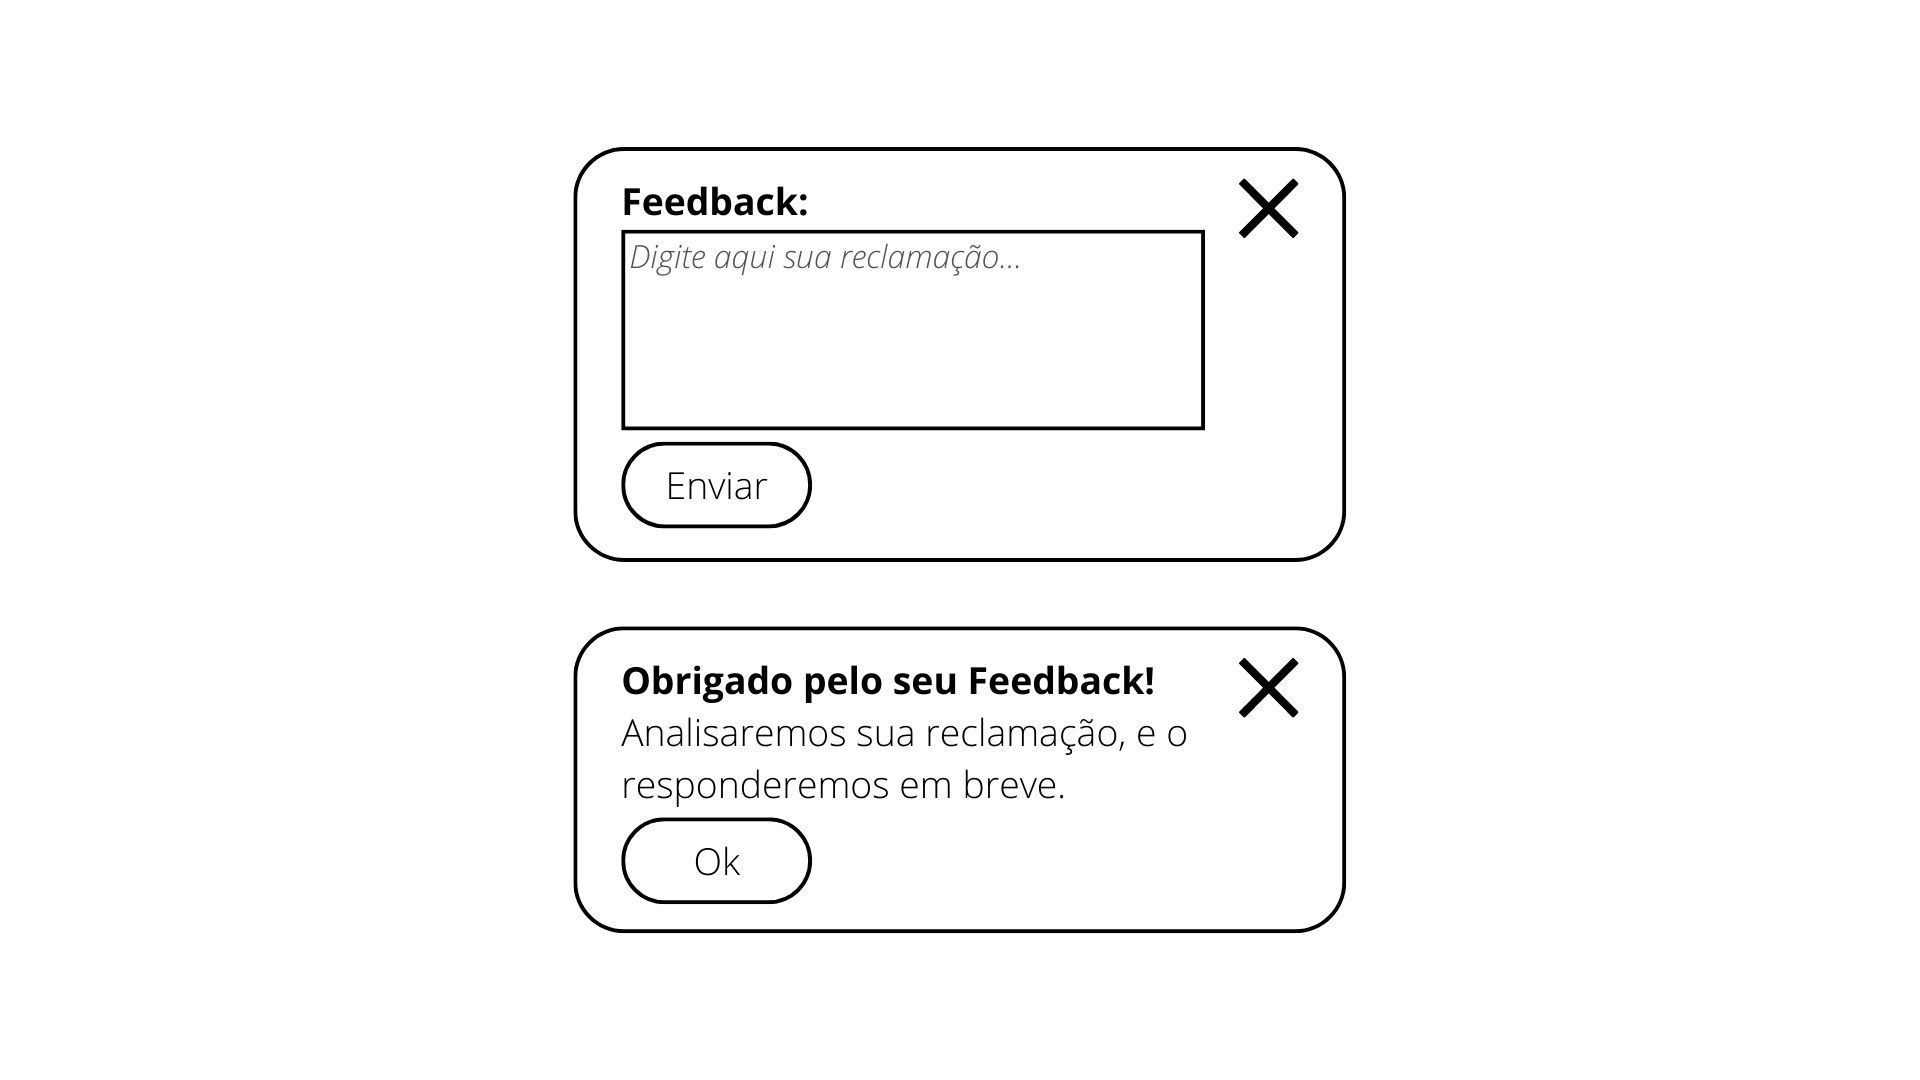 Feedback:
Digite aqui sua reclamação...
Enviar
Obrigado pelo seu Feedback!
Analisaremos sua reclamação, e o
responderemos em breve.
Ok